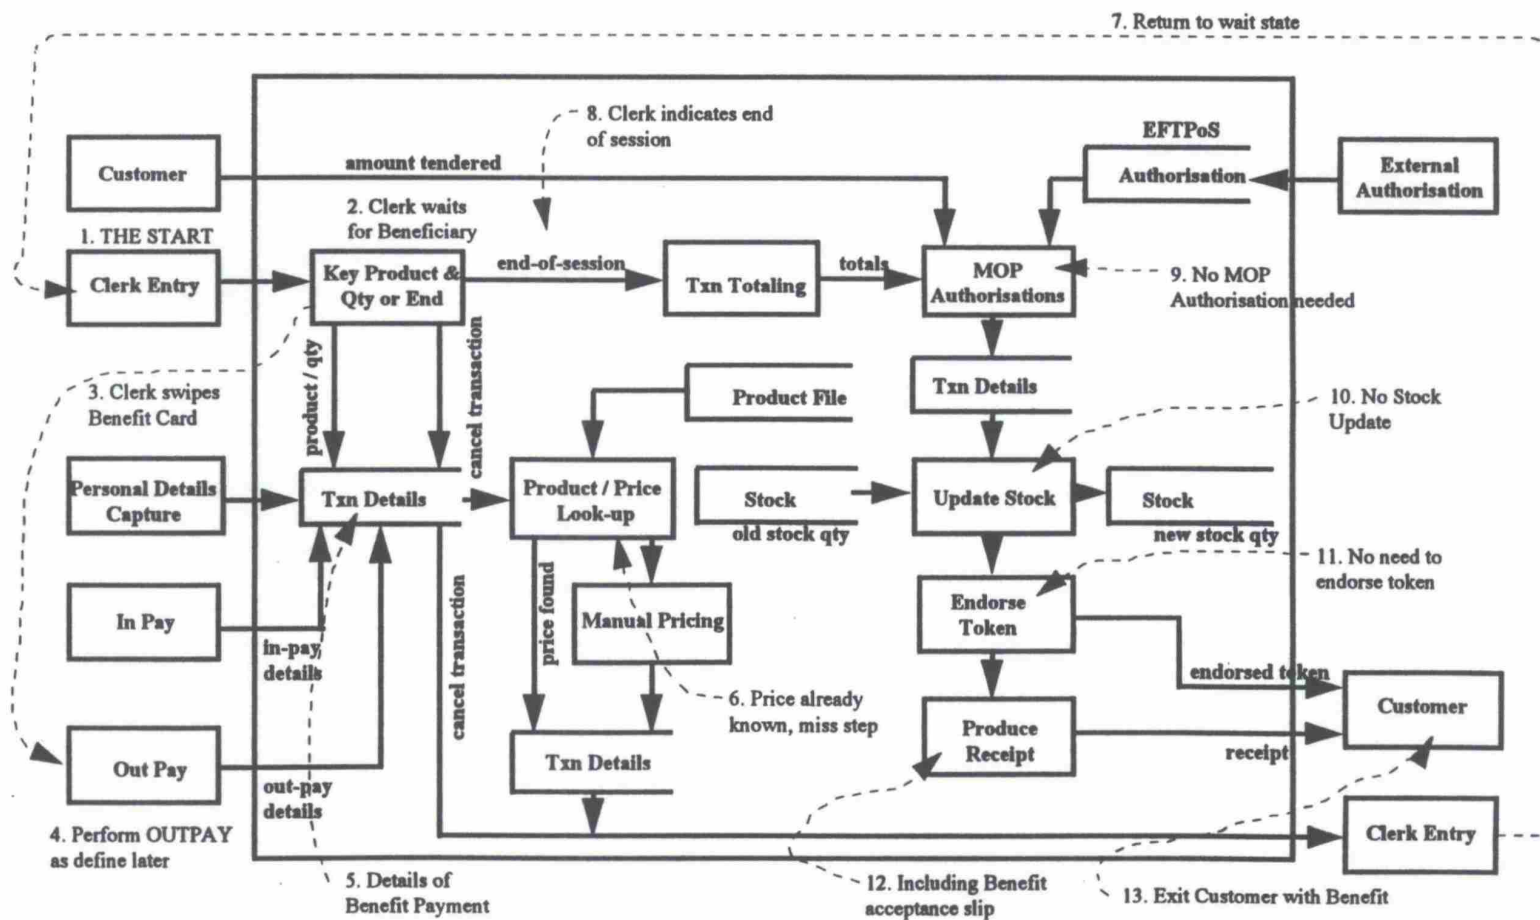 7. Return to wait state
8. Clerk indicates end
of session
EFTPoS
Customer
amount tendered
Authorisation
External
Authorisation
1. THE START
2. Clerk waits
for Beneficiary
Clerk Entry
Key Product &
Qty or End
end-of-session
Txn Totaling
totals
MOP
Authorisations
9. No MOP
Authorisation needed
product / qty
cancel transaction
3. Clerk swipes
Benefit Card
Product File
Txn Details
10. No Stock
Update
Personal Details
Capture
Txn Details
Product / Price
Look-up
Stock
old stock qty
Update Stock
Stock
new stock qty
11. No need to
endorse token
In Pay
in-pay
details
cancel transaction
price found
Manual Pricing
Endorse
Token
endorsed token
6. Price already
known, miss step
Customer
Produce
Receipt
receipt
Out Pay
out-pay
details
Txn Details
4. Perform OUTPAY
as define later
Clerk Entry
5. Details of
Benefit Payment
12. Including Benefit
acceptance slip
13. Exit Customer with Benefit